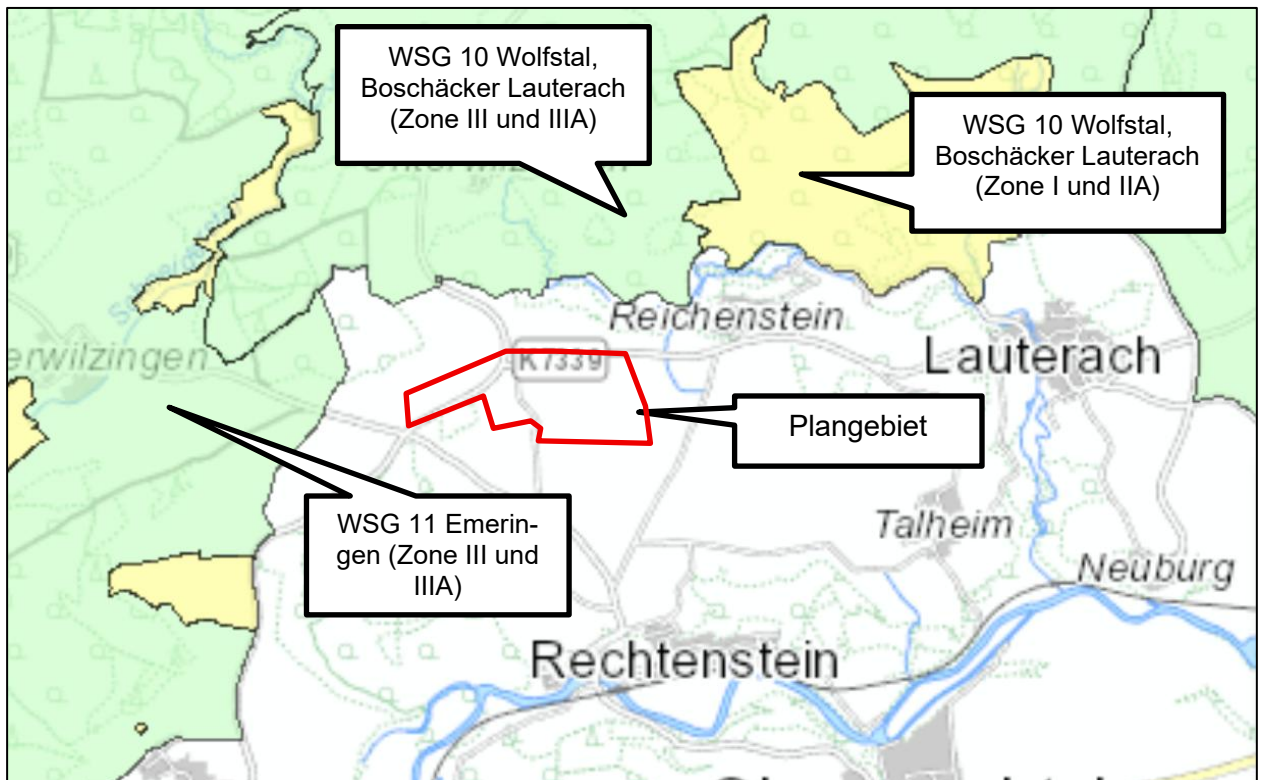 WSG 10 Wolfstal,
Boschäcker Lauterach
(Zone III und IIIA)
WSG 10 Wolfstal,
Boschäcker Lauterach
(Zone I und IIA)
Reichenstein
erwilzingen
K7339
Lauterach
Plangebiet
WSG 11 Emerin-
gen (Zone III und
IIIA)
Talheim
Neuburg
Rechtenstein